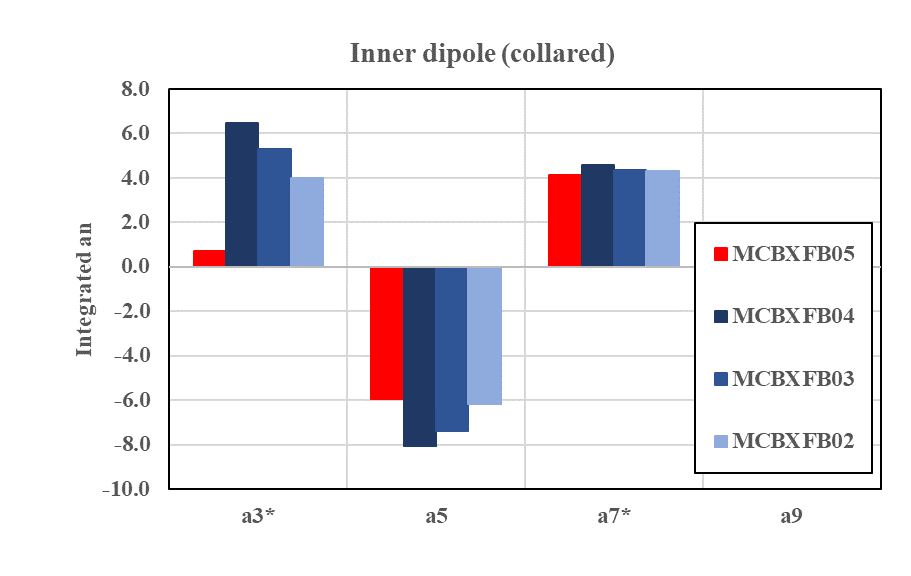 Inner dipole (collared)
8.0
6.0
4.0
2.0
0.0
-2.0
-4.0
-6.0
-8.0
-10.0
Integrated an
MCBXFB05
MCBXFB04
MCBXFB03
MCBXFB02
a3*
a5
a7*
a9